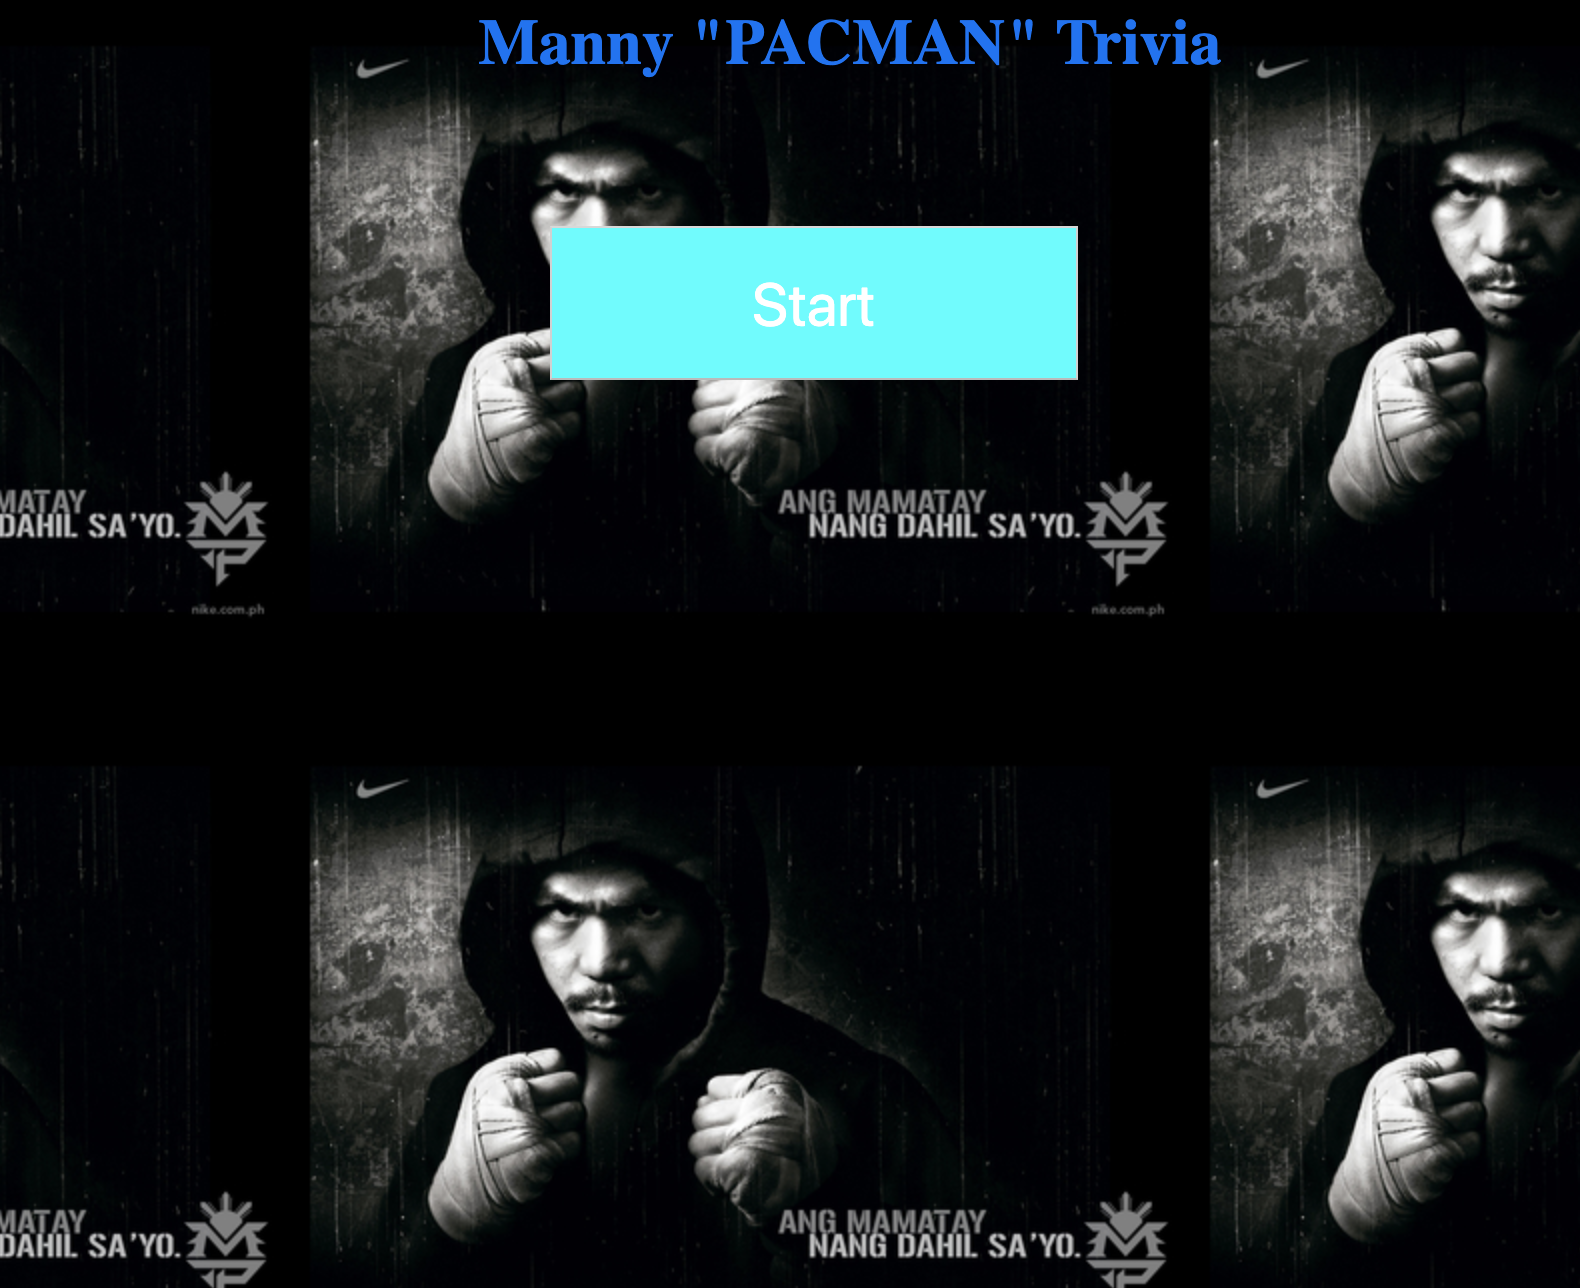 Manny "PACMAN" Trivia
Start
MATAY
DAHIL SA'YO.
nike.com.ph
ANG MAMATAY
NANG DAHIL SA'YO.
MP
nike.com.ph
MATAY
DAHIL SA'YO.
ANG MAMATAY
NANG DAHIL SA'YO.